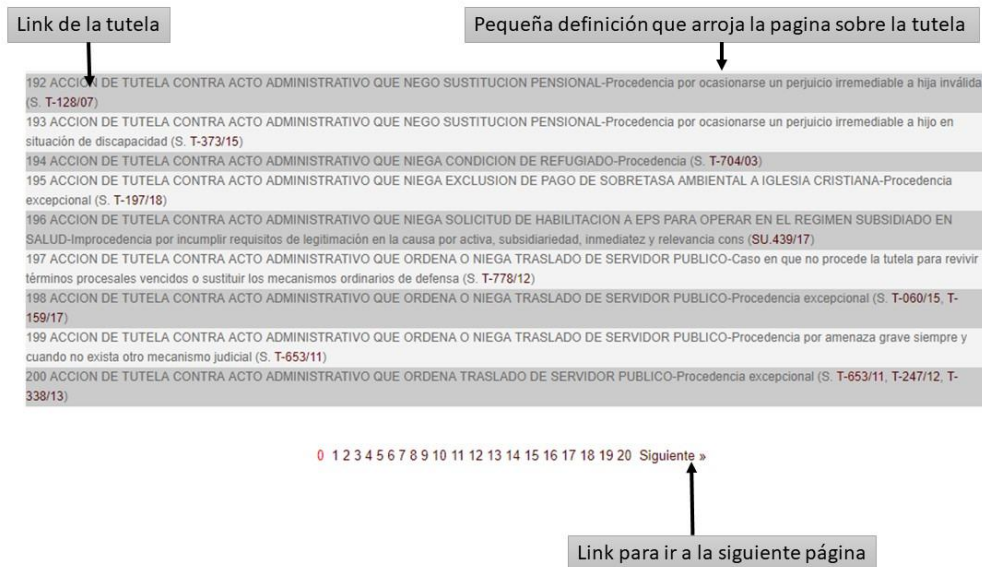 Link de la tutela
Pequeña definición que arroja la pagina sobre la tutela
192 ACCION DE TUTELA CONTRA ACTO ADMINISTRATIVO QUE NEGO SUSTITUCION PENSIONAL-Procedencia por ocasionarse un perjuicio irremediable a hija inválida
(S. T-128/07)
193 ACCION DE TUTELA CONTRA ACTO ADMINISTRATIVO QUE NEGO SUSTITUCION PENSIONAL-Procedencia por ocasionarse un perjuicio irremediable a hijo en
situación de discapacidad (S. T-373/15)
194 ACCION DE TUTELA CONTRA ACTO ADMINISTRATIVO QUE NIEGA CONDICION DE REFUGIADO-Procedencia (S. T-704/03)
195 ACCION DE TUTELA CONTRA ACTO ADMINISTRATIVO QUE NIEGA EXCLUSION DE PAGO DE SOBRETASA AMBIENTAL A IGLESIA CRISTIANA-Procedencia
excepcional (S. T-197/18)
196 ACCION DE TUTELA CONTRA ACTO ADMINISTRATIVO QUE NIEGA SOLICITUD DE HABILITACION A EPS PARA OPERAR EN EL REGIMEN SUBSIDIADO EN
SALUD-Improcedencia por incumplir requisitos de legitimación en la causa por activa, subsidiariedad, inmediatez y relevancia cons (SU.439/17)
197 ACCION DE TUTELA CONTRA ACTO ADMINISTRATIVO QUE ORDENA O NIEGA TRASLADO DE SERVIDOR PUBLICO-Caso en que no procede la tutela para revivir
términos procesales vencidos o sustituir los mecanismos ordinarios de defensa (S. T-778/12)
198 ACCION DE TUTELA CONTRA ACTO ADMINISTRATIVO QUE ORDENA O NIEGA TRASLADO DE SERVIDOR PUBLICO-Procedencia excepcional (S. T-060/15, T-
159/17)
199 ACCION DE TUTELA CONTRA ACTO ADMINISTRATIVO QUE ORDENA O NIEGA TRASLADO DE SERVIDOR PUBLICO-Procedencia por amenaza grave siempre y
cuando no exista otro mecanismo judicial (S. T-653/11)
200 ACCION DE TUTELA CONTRA ACTO ADMINISTRATIVO QUE ORDENA TRASLADO DE SERVIDOR PUBLICO-Procedencia excepcional (S. T-653/11, T-247/12, T-
338/13)
0 1 2 3 4 5 6 7 8 9 10 11 12 13 14 15 16 17 18 19 20 Siguiente »
Link para ir a la siguiente página